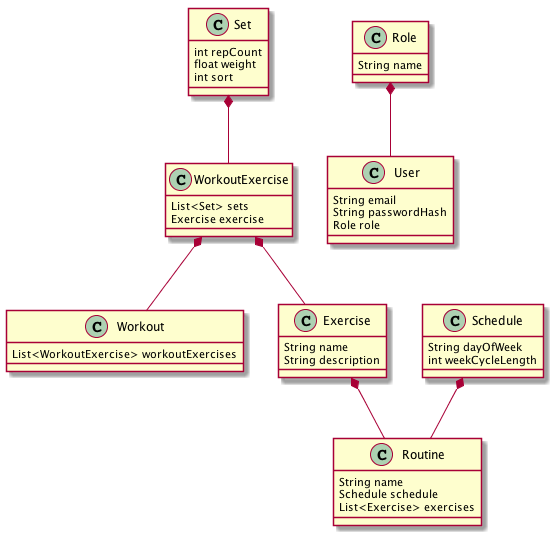 C Set
int repCount
float weight
int sort
C Role
String name
C WorkoutExercise
List<Set> sets
Exercise exercise
C User
String email
String passwordHash
Role role
C Workout
List<WorkoutExercise> workoutExercises
C Exercise
String name
String description
C Schedule
String dayOfWeek
int weekCycleLength
C Routine
String name
Schedule schedule
List<Exercise> exercises